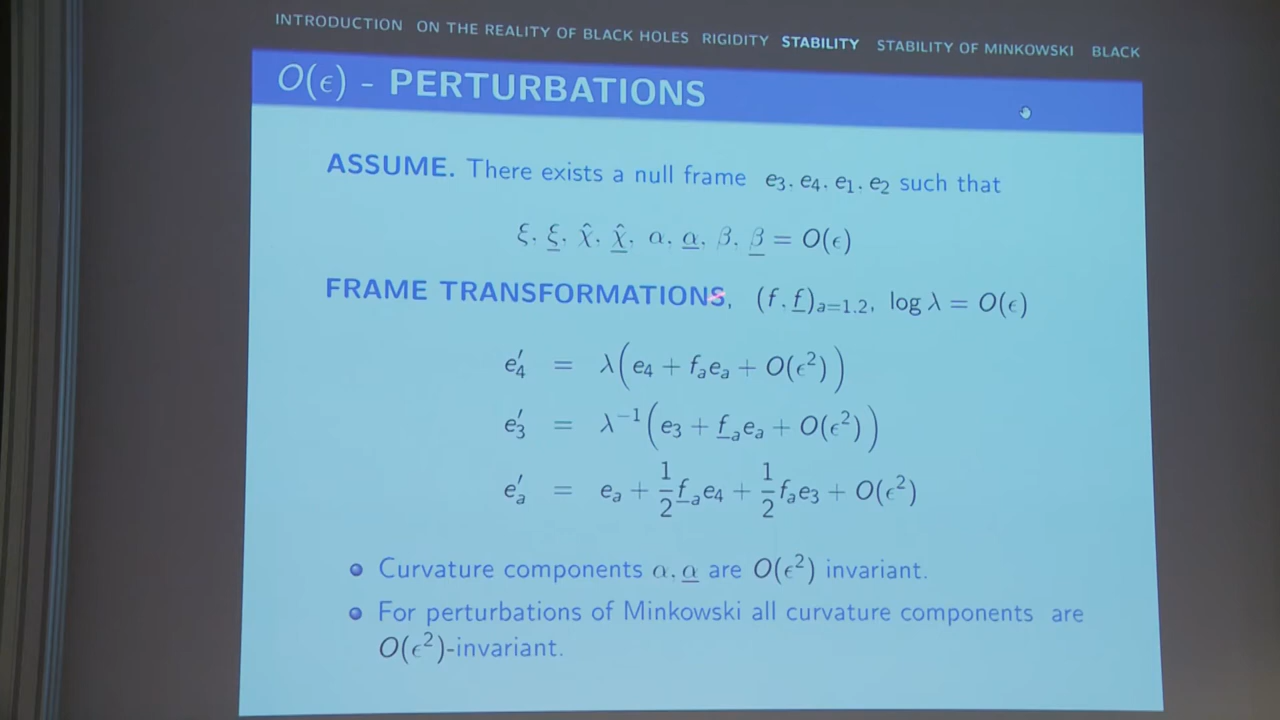 INTRODUCTION ON THE REALITY OF BLACK HOLES RIGIDITY STABILITY STABILITY OF MINKOWSKI BLACK
O(ϵ) - PERTURBATIONS
ASSUME. There exists a null frame e₃, e₄, e₁, e₂ such that
ξ, ξ̲, χ̂, χ̲̂, α, α̲, β, β̲ = O(ϵ)
FRAME TRANSFORMATIONS, (f, f̲)ₐ₌₁,₂, log λ = O(ϵ)
e′₄ = λ(e₄ + fₐeₐ + O(ϵ²))
e′₃ = λ⁻¹(e₃ + f̲ₐeₐ + O(ϵ²))
e′ₐ = eₐ + 1/2 f̲ₐe₄ + 1/2 fₐe₃ + O(ϵ²)
• Curvature components α, α̲ are O(ϵ²) invariant.
• For perturbations of Minkowski all curvature components are
O(ϵ²)-invariant.